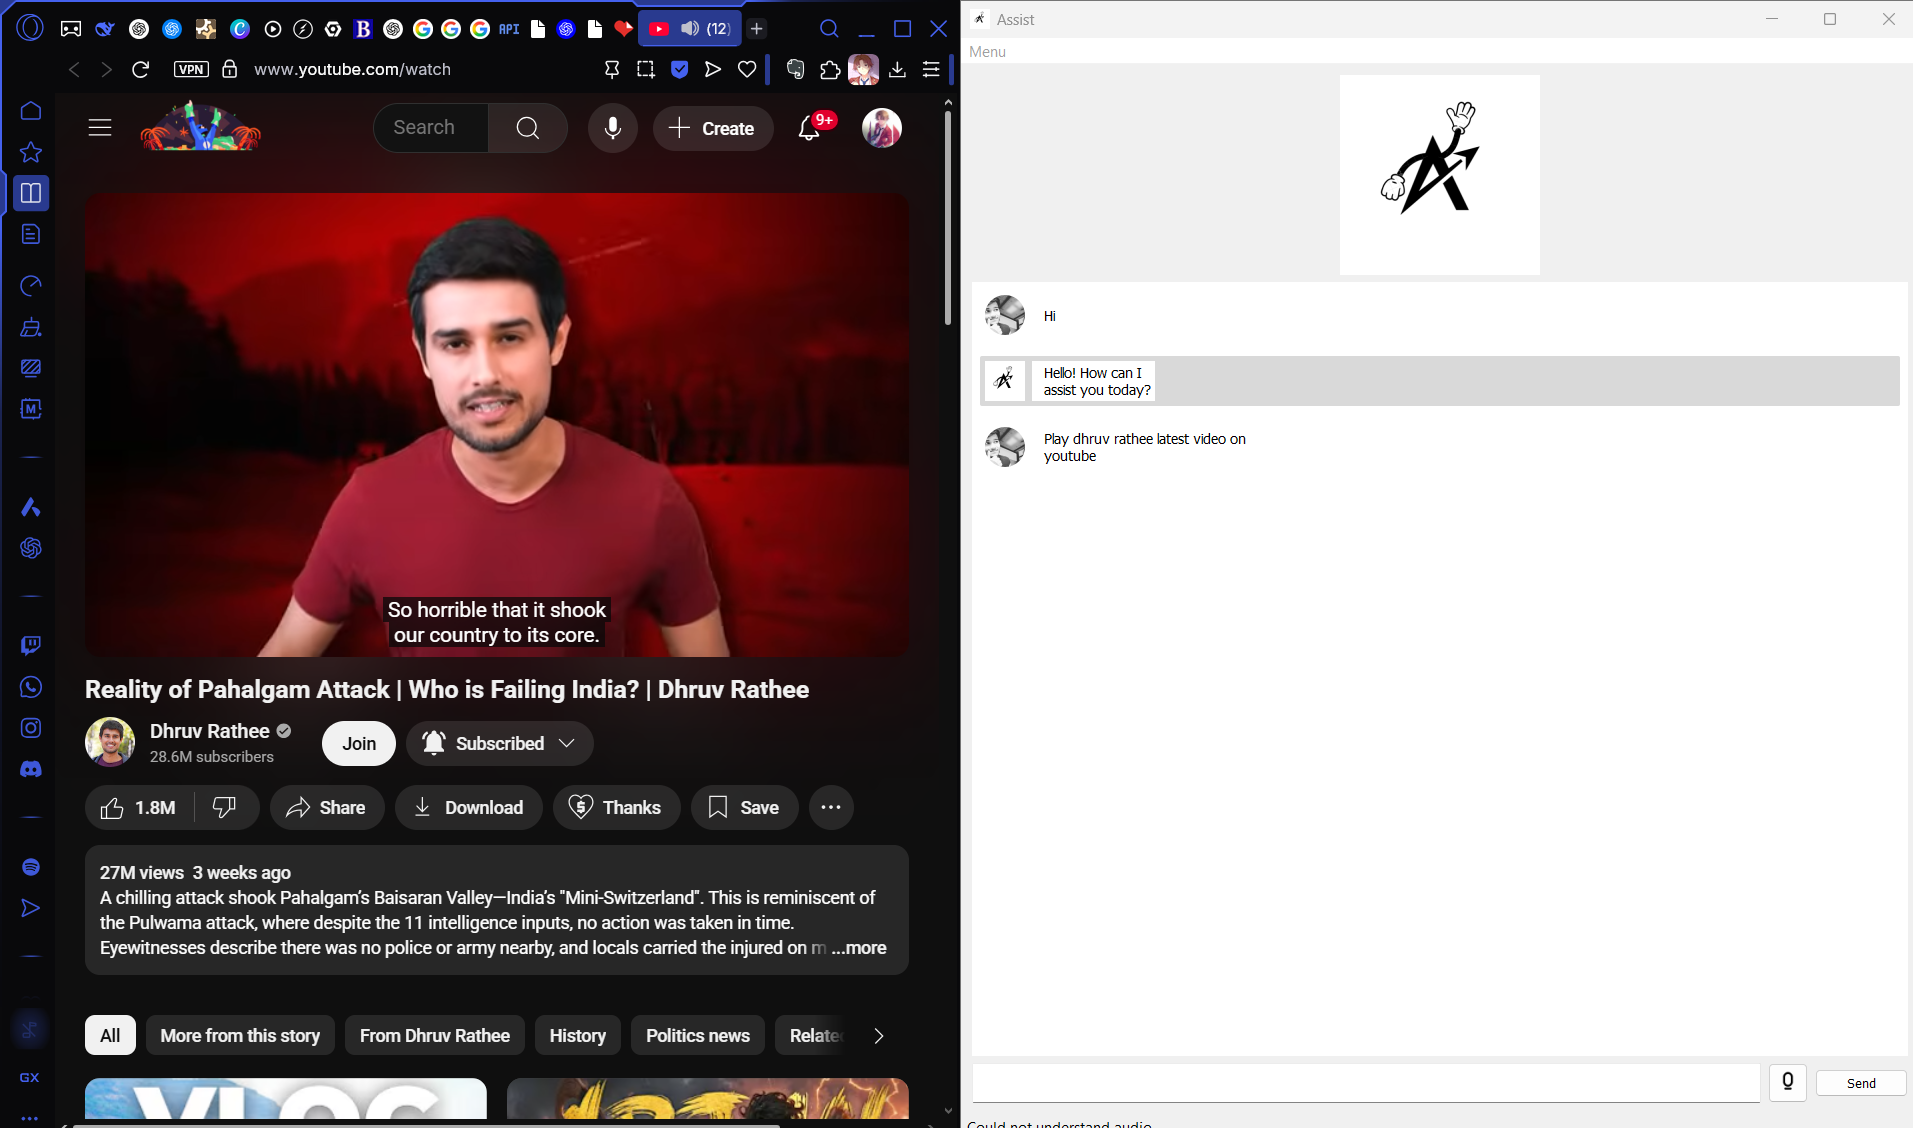 API
(12)
VPN
www.youtube.com/watch
Search
Create
9+
So horrible that it shook
our country to its core.
Reality of Pahalgam Attack | Who is Failing India? | Dhruv Rathee
Dhruv Rathee
28.6M subscribers
Join
Subscribed
1.8M
Share
Download
Thanks
Save
27M views 3 weeks ago
A chilling attack shook Pahalgam’s Baisaran Valley—India’s "Mini-Switzerland". This is reminiscent of
the Pulwama attack, where despite the 11 intelligence inputs, no action was taken in time.
Eyewitnesses describe there was no police or army nearby, and locals carried the injured on m ...more
All
More from this story
From Dhruv Rathee
History
Politics news
Related
VLOG
GX
Assist
Menu
Hi
Hello! How can I
assist you today?
Play dhruv rathee latest video on
youtube
Send
Could not understand audio